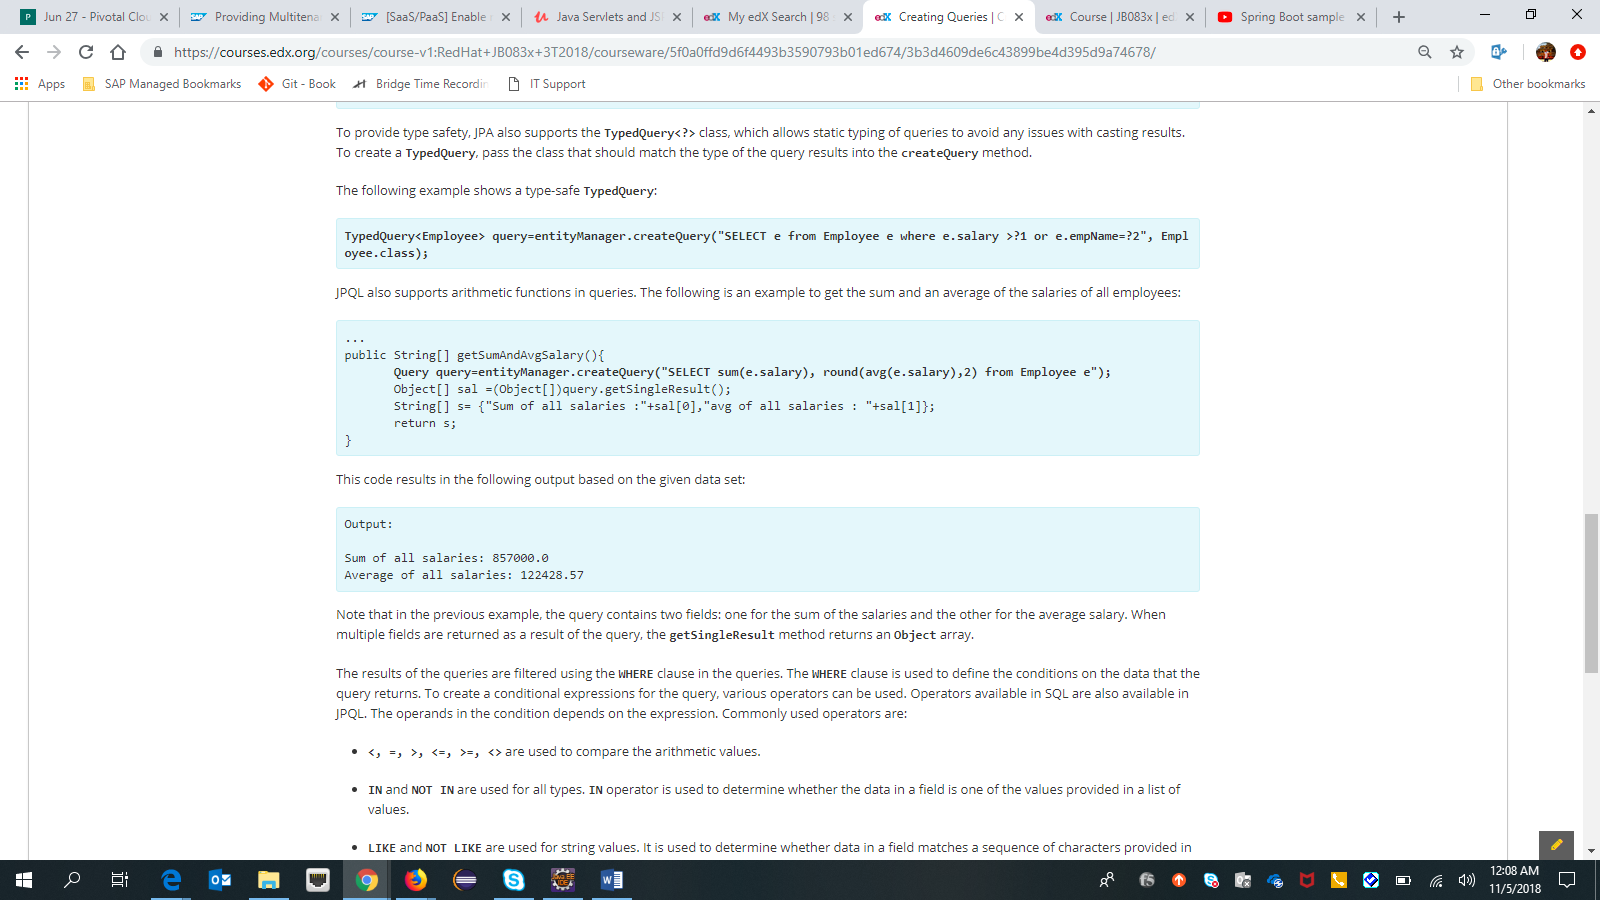 Jun 27 - Pivotal Clou
Providing Multitena
[SaaS/PaaS] Enable
Java Servlets and JSP
edX My edX Search | 98
edX Creating Queries | C
edX Course | JB083x | ed
Spring Boot sample
https://courses.edx.org/courses/course-v1:RedHat+JB083x+3T2018/courseware/5f0a0ffd9d6f4493b3590793b01ed674/3b3d4609de6c43899be4d395d9a74678/
Apps SAP Managed Bookmarks Git - Book Bridge Time Recordin IT Support Other bookmarks
To provide type safety, JPA also supports the TypedQuery<?> class, which allows static typing of queries to avoid any issues with casting results.
To create a TypedQuery, pass the class that should match the type of the query results into the createQuery method.
The following example shows a type-safe TypedQuery:
TypedQuery<Employee> query=entityManager.createQuery("SELECT e from Employee e where e.salary >?1 or e.empName=?2", Empl
oyee.class);
JPQL also supports arithmetic functions in queries. The following is an example to get the sum and an average of the salaries of all employees:
...
public String[] getSumAndAvgSalary(){
Query query=entityManager.createQuery("SELECT sum(e.salary), round(avg(e.salary),2) from Employee e");
Object[] sal =(Object[])query.getSingleResult();
String[] s= {"Sum of all salaries :"+sal[0],"avg of all salaries : "+sal[1]};
return s;
}
This code results in the following output based on the given data set:
Output:
Sum of all salaries: 857000.0
Average of all salaries: 122428.57
Note that in the previous example, the query contains two fields: one for the sum of the salaries and the other for the average salary. When
multiple fields are returned as a result of the query, the getSingleResult method returns an Object array.
The results of the queries are filtered using the WHERE clause in the queries. The WHERE clause is used to define the conditions on the data that the
query returns. To create a conditional expressions for the query, various operators can be used. Operators available in SQL are also available in
JPQL. The operands in the condition depends on the expression. Commonly used operators are:
• <, =, >, <=, >=, <> are used to compare the arithmetic values.
• IN and NOT IN are used for all types. IN operator is used to determine whether the data in a field is one of the values provided in a list of
values.
• LIKE and NOT LIKE are used for string values. It is used to determine whether data in a field matches a sequence of characters provided in
12:08 AM
11/5/2018